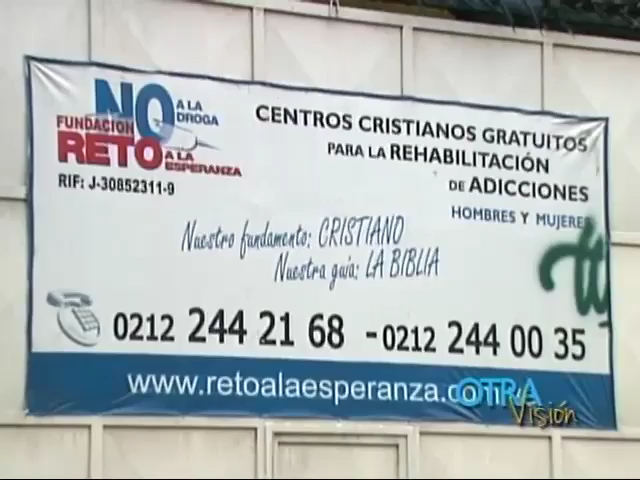 NO A LA DROGA
FUNDACION
RETO A LA ESPERANZA
RIF: J-30852311-9
CENTROS CRISTIANOS GRATUITOS
PARA LA REHABILITACIÓN
DE ADICCIONES
HOMBRES Y MUJERES
Nuestro fundamento: CRISTIANO
Nuestra guía: LA BIBLIA
0212 244 21 68 -0212 244 00 35
www.retoalaesperanza.com
OTRA
Visión